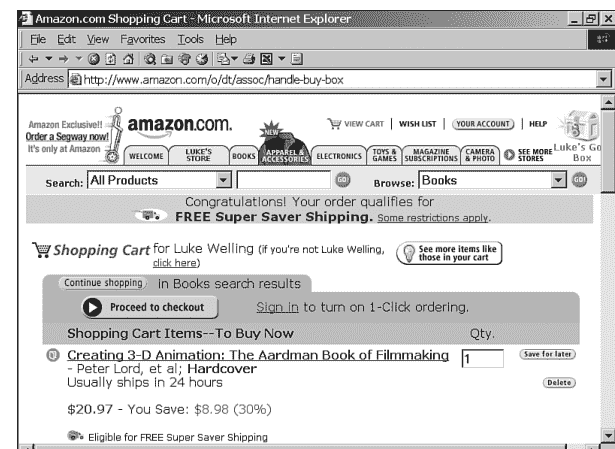 Amazon.com Shopping Cart - Microsoft Internet Explorer
File Edit View Favorites Tools Help
Address http://www.amazon.com/o/dt/assoc/handle-buy-box
Amazon Exclusive!!
Order a Segway now!
It's only at Amazon
amazon.com.
VIEW CART | WISH LIST | YOUR ACCOUNT | HELP
WELCOME
LUKE'S STORE
BOOKS
NEW
APPAREL & ACCESSORIES
ELECTRONICS
TOYS & GAMES
MAGAZINE SUBSCRIPTIONS
CAMERA & PHOTO
SEE MORE STORES
Luke's Go
Box
Search: All Products GO! Browse: Books GO!
Congratulations! Your order qualifies for
FREE Super Saver Shipping. Some restrictions apply.
Shopping Cart for Luke Welling (if you're not Luke Welling,
click here)
See more items like
those in your cart
Continue shopping in Books search results
Proceed to checkout Sign in to turn on 1-Click ordering.
Shopping Cart Items--To Buy Now Qty.
Creating 3-D Animation: The Aardman Book of Filmmaking 1 Save for later
- Peter Lord, et al; Hardcover
Usually ships in 24 hours
Delete
$20.97 - You Save: $8.98 (30%)
Eligible for FREE Super Saver Shipping